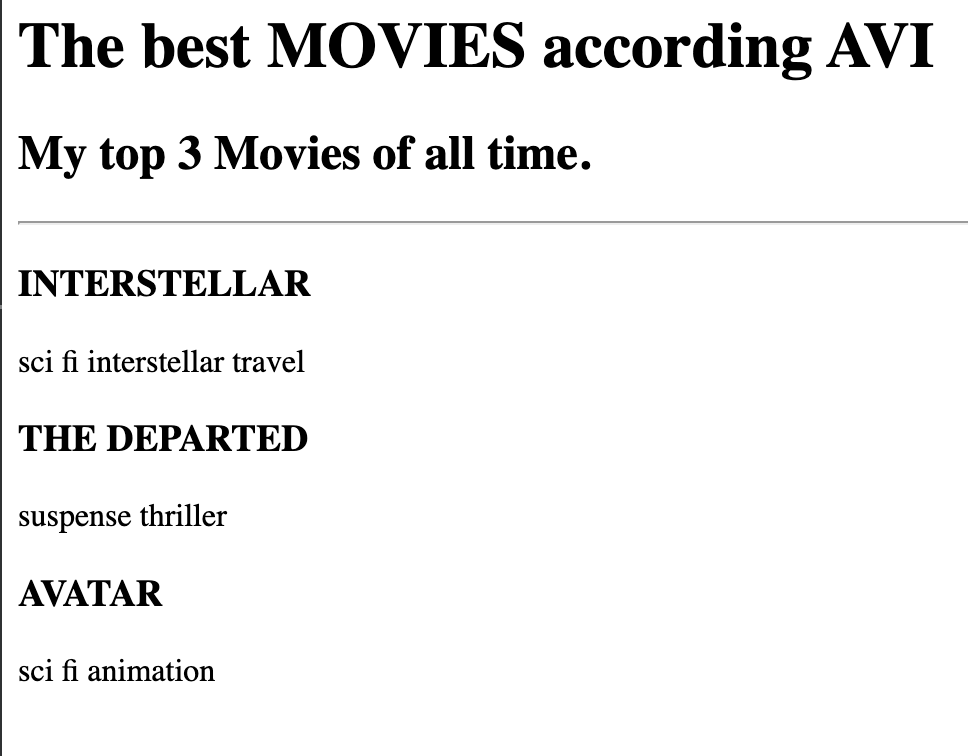 The best MOVIES according AVI
My top 3 Movies of all time.
INTERSTELLAR
sci fi interstellar travel
THE DEPARTED
suspense thriller
AVATAR
sci fi animation